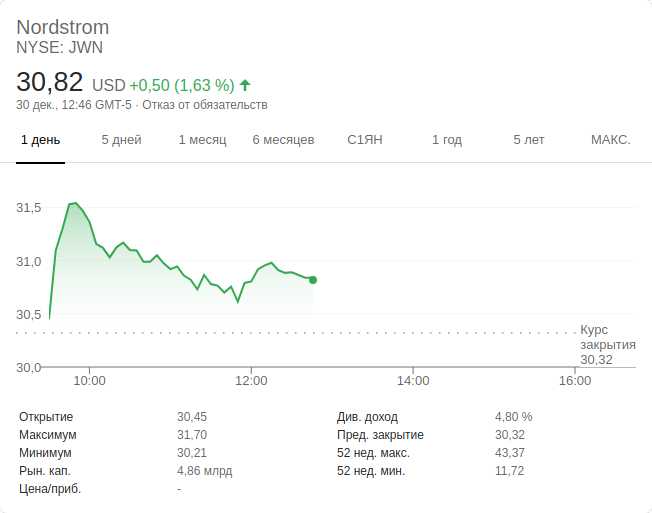 Nordstrom
NYSE: JWN
30,82 USD +0,50 (1,63 %)
30 дек., 12:46 GMT-5 · Отказ от обязательств
1 день 5 дней 1 месяц 6 месяцев С1ЯН 1 год 5 лет МАКС.
31,5
31,0
30,5
30,0
Курс
закрытия
30,32
10:00 12:00 14:00 16:00
Открытие 30,45 Див. доход 4,80 %
Максимум 31,70 Пред. закрытие 30,32
Минимум 30,21 52 нед. макс. 43,37
Рын. кап. 4,86 млрд 52 нед. мин. 11,72
Цена/приб. -